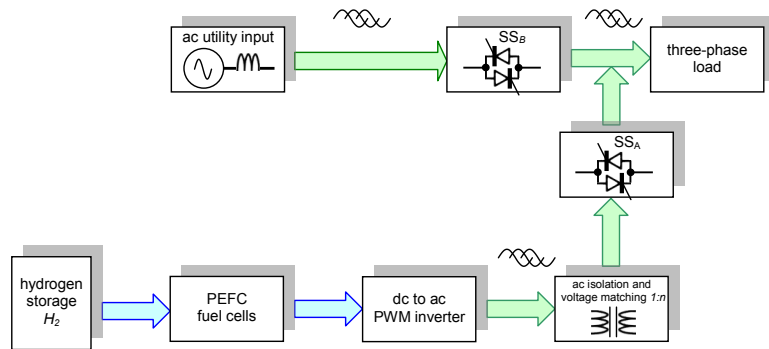 ac utility input
SS_B
three-phase
load
SS_A
hydrogen
storage
H_2
PEFC
fuel cells
dc to ac
PWM inverter
ac isolation and
voltage matching 1:n